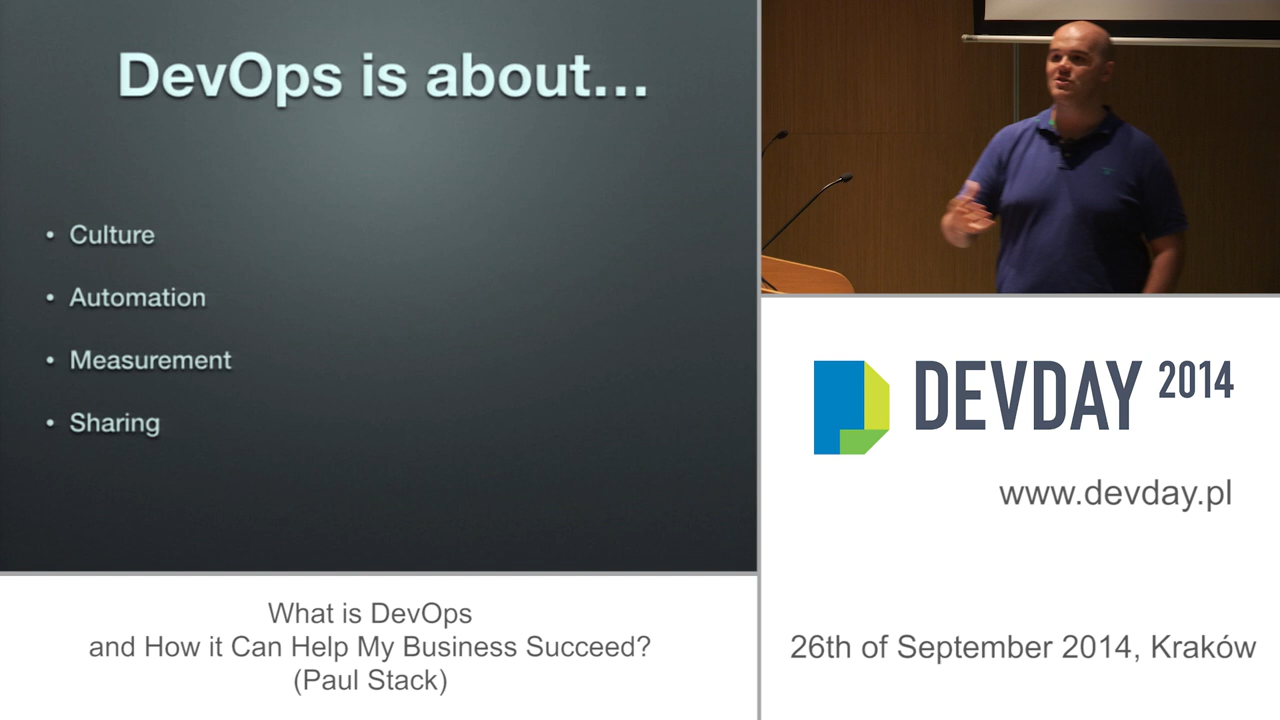 DevOps is about...
• Culture
• Automation
• Measurement
• Sharing
What is DevOps
and How it Can Help My Business Succeed?
(Paul Stack)
DEVDAY 2014
www.devday.pl
26th of September 2014, Kraków